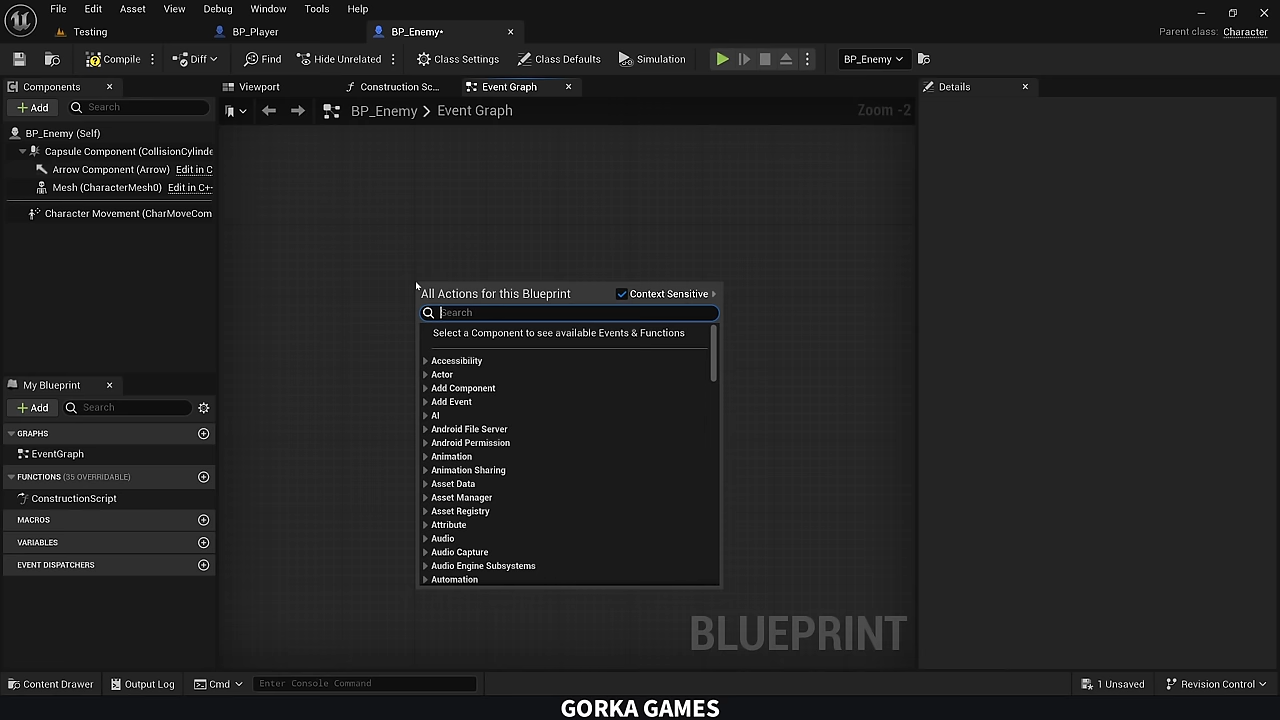 File Edit Asset View Debug Window Tools Help
Testing BP_Player BP_Enemy• Parent class: Character
Compile Diff Find Hide Unrelated Class Settings Class Defaults Simulation BP_Enemy
Components Viewport Construction Sc... Event Graph Details
Add Search BP_Enemy > Event Graph Zoom -2
BP_Enemy (Self)
Capsule Component (CollisionCylinde
Arrow Component (Arrow) Edit in C
Mesh (CharacterMesh0) Edit in C++
Character Movement (CharMoveCom
All Actions for this Blueprint Context Sensitive
Search
Select a Component to see available Events & Functions
Accessibility
Actor
Add Component
Add Event
AI
Android File Server
Android Permission
Animation
Animation Sharing
Asset Data
Asset Manager
Asset Registry
Attribute
Audio
Audio Capture
Audio Engine Subsystems
Automation
My Blueprint
Add Search
GRAPHS
EventGraph
FUNCTIONS (35 OVERRIDABLE)
ConstructionScript
MACROS
VARIABLES
EVENT DISPATCHERS
BLUEPRINT
Content Drawer Output Log Cmd Enter Console Command 1 Unsaved Revision Control
GORKA GAMES